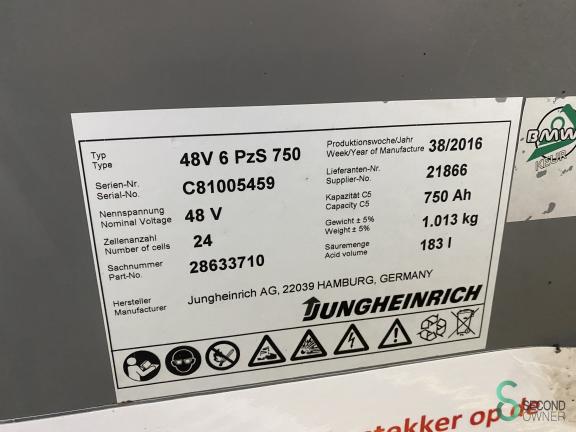 Typ 48V 6 PzS 750
Type
Serien-Nr. C81005459
Serial-No.
Nennspannung 48 V
Nominal Voltage
Zellenanzahl 24
Number of cells
Sachnummer 28633710
Part-No.
Produktionswoche/Jahr 38/2016
Week/Year of Manufacture
Lieferanten-Nr. 21866
Supplier-No.
Kapazität C5 750 Ah
Capacity C5
Gewicht ± 5% 1.013 kg
Weight ± 5%
Säuremenge 183 l
Acid volume
Hersteller Jungheinrich AG, 22039 HAMBURG, GERMANY
Manufacturer
JUNGHEINRICH
BMW
tekker op de
SECOND
OWNER